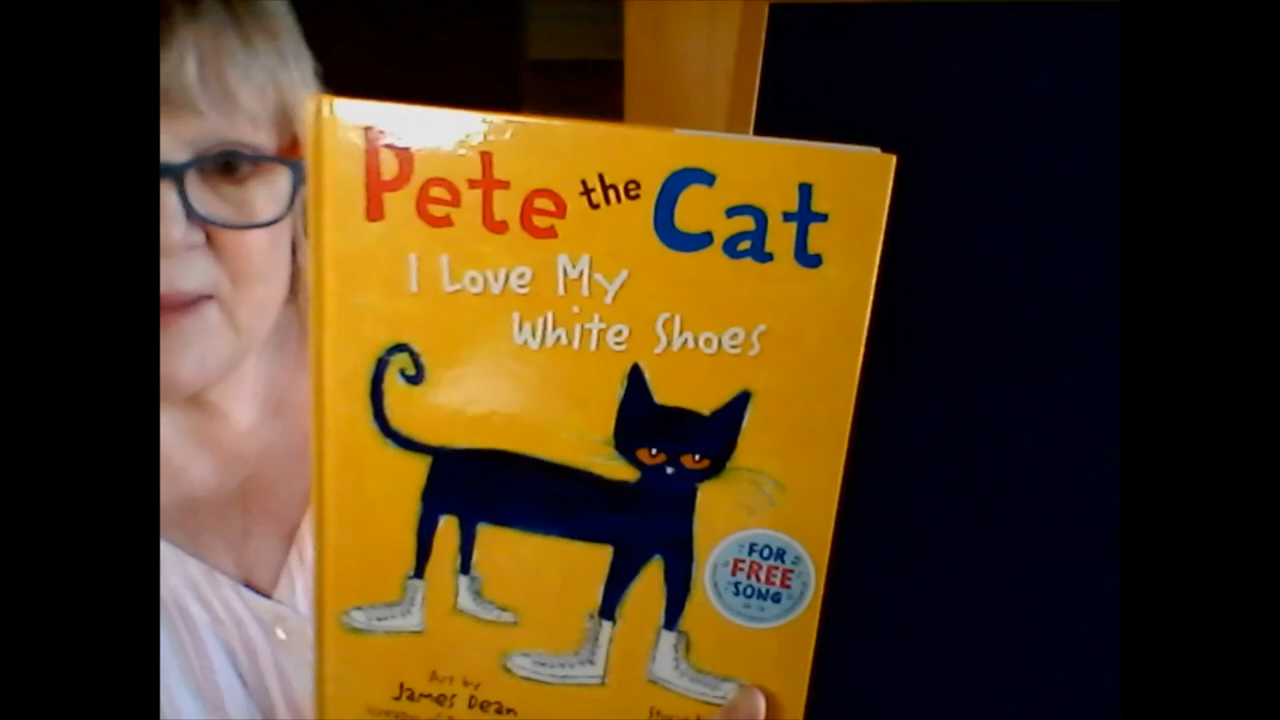 Pete the Cat
I Love My
White Shoes
FOR
FREE
SONG
Art by
James Dean